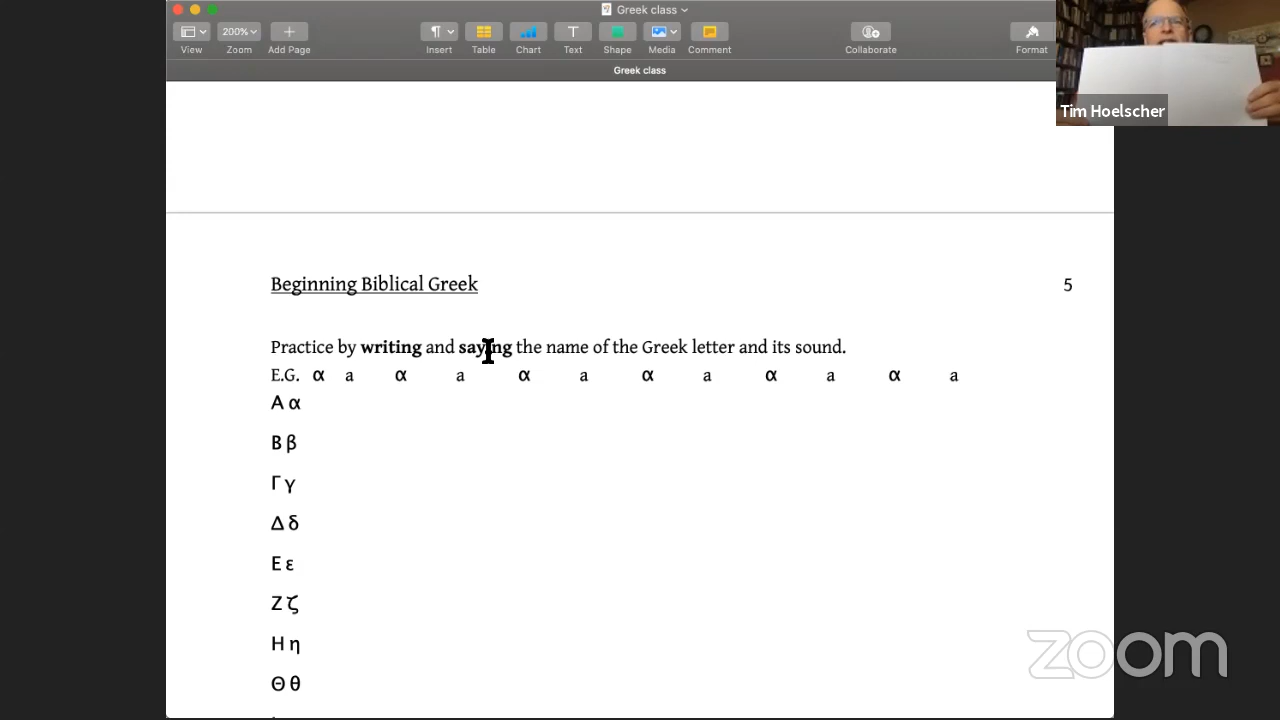 Greek class
200%
View Zoom Add Page Insert Table Chart Text Shape Media Comment Collaborate Format
Greek class
Tim Hoelscher
Beginning Biblical Greek 5
Practice by writing and saying the name of the Greek letter and its sound.
E.G. α a α a α a α a α a α a
Α α
Β β
Γ γ
Δ δ
Ε ε
Ζ ζ
Η η
Θ θ
zoom